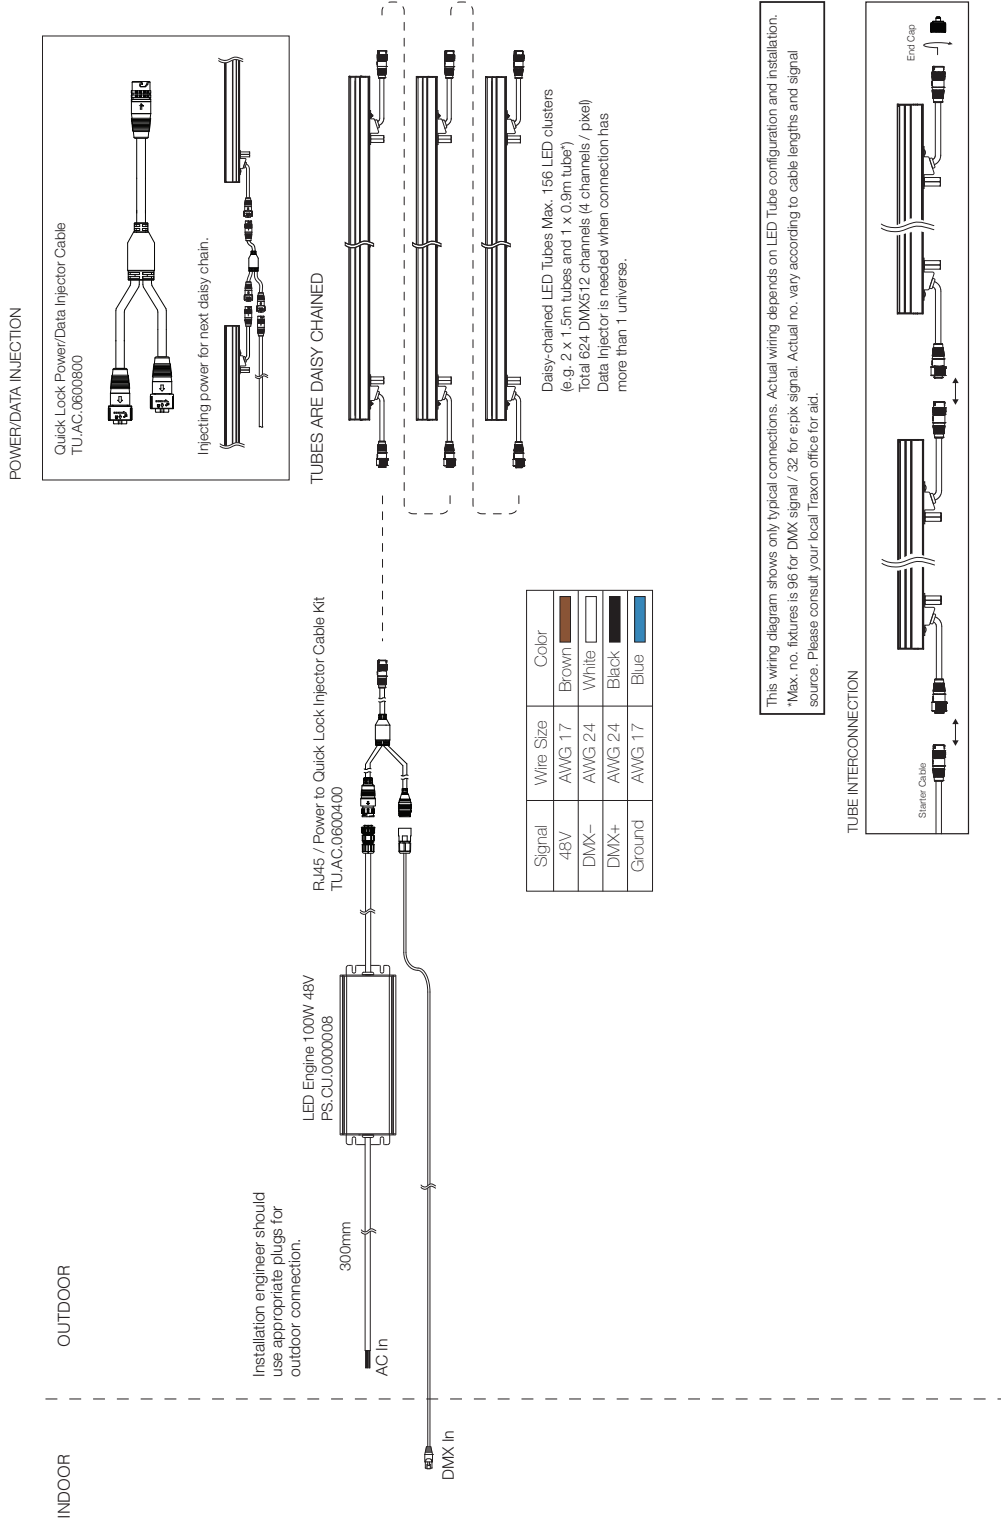 INDOOR
OUTDOOR
POWER/DATA INJECTION
Quick Lock Power/Data Injector Cable
TU.AC.0600800
Injecting power for next daisy chain.
Installation engineer should
use appropriate plugs for
outdoor connection.
300mm
AC In
DMX In
LED Engine 100W 48V
PS.CU.0000008
RJ45 / Power to Quick Lock Injector Cable Kit
TU.AC.0600400
TUBES ARE DAISY CHAINED
Daisy-chained LED Tubes Max. 156 LED clusters
(e.g. 2 x 1.5m tubes and 1 x 0.9m tube*)
Total 624 DMX512 channels (4 channels / pixel)
Data Injector is needed when connection has
more than 1 universe.
Signal Wire Size Color
48V AWG 17 Brown
DMX− AWG 24 White
DMX+ AWG 24 Black
Ground AWG 17 Blue
This wiring diagram shows only typical connections. Actual wiring depends on LED Tube configuration and installation.
*Max. no. fixtures is 96 for DMX signal / 32 for e:pix signal. Actual no. vary according to cable lengths and signal
source. Please consult your local Traxon office for aid.
TUBE INTERCONNECTION
Starter Cable
End Cap